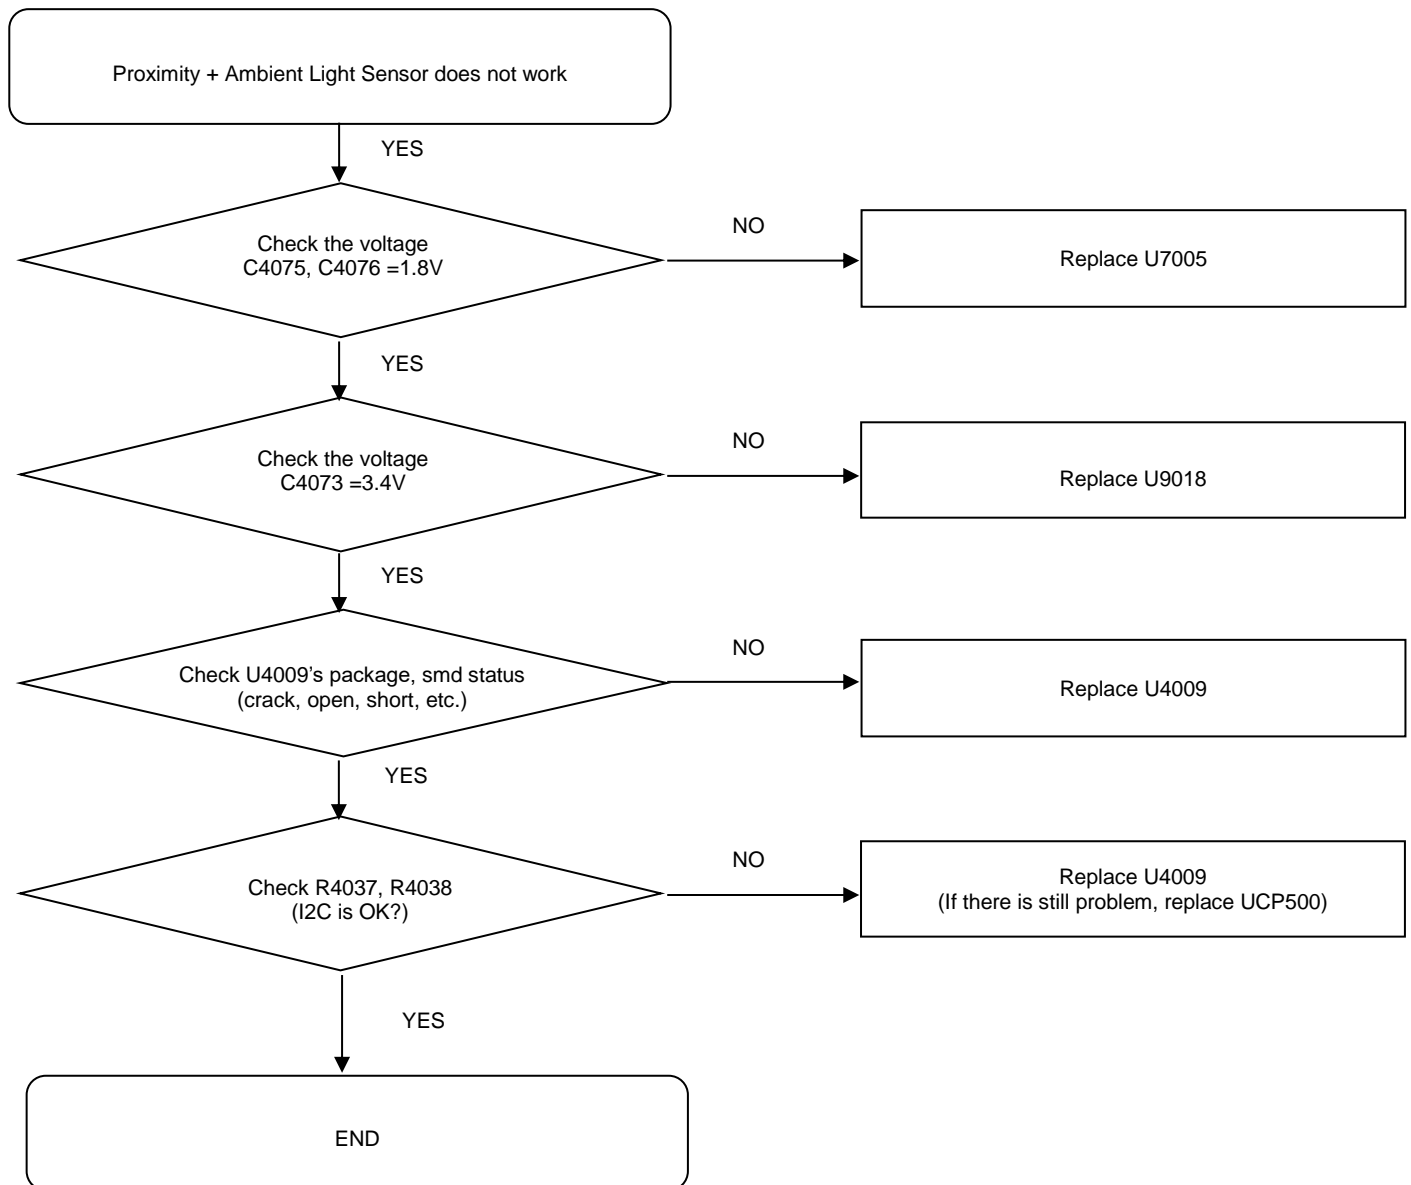 Proximity + Ambient Light Sensor does not work
YES
Check the voltage
C4075, C4076 =1.8V
NO
Replace U7005
YES
Check the voltage
C4073 =3.4V
NO
Replace U9018
YES
Check U4009’s package, smd status
(crack, open, short, etc.)
NO
Replace U4009
YES
Check R4037, R4038
(I2C is OK?)
NO
Replace U4009
(If there is still problem, replace UCP500)
YES
END